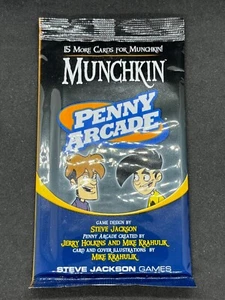 15 MORE CARDS FOR MUNCHKIN!
MUNCHKIN
PENNY
ARCADE
GAME DESIGN BY
STEVE JACKSON
PENNY ARCADE CREATED BY
JERRY HOLKINS AND MIKE KRAHULIK
CARD AND COVER ILLUSTRATIONS BY
MIKE KRAHULIK
STEVE JACKSON GAMES